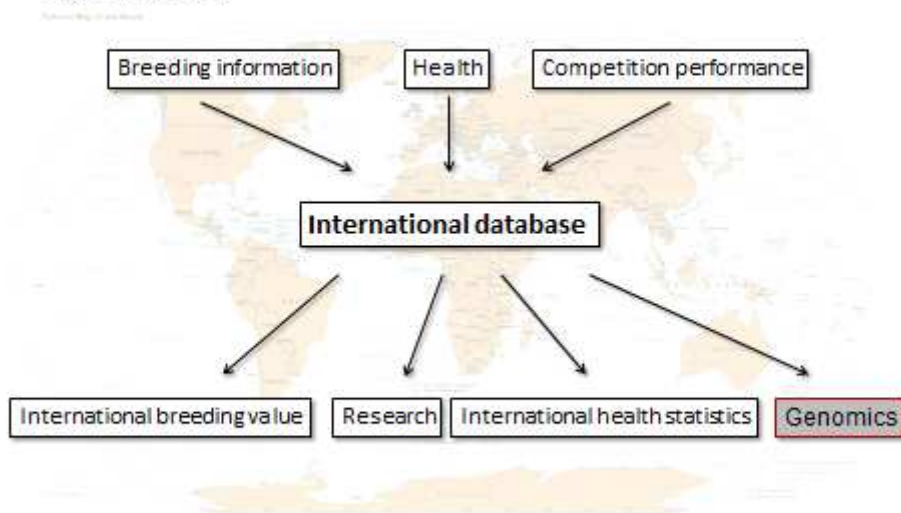 Breeding information
Health
Competition performance
International database
International breeding value
Research
International health statistics
Genomics